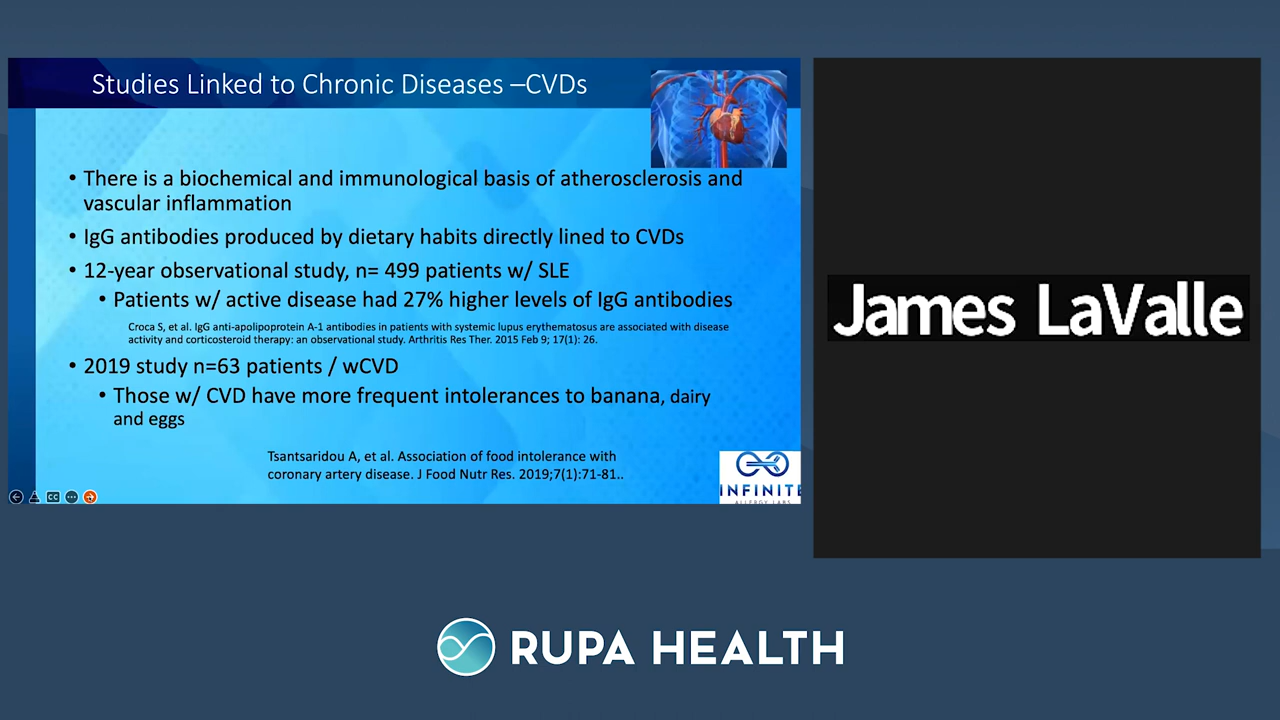 Studies Linked to Chronic Diseases –CVDs
• There is a biochemical and immunological basis of atherosclerosis and
vascular inflammation
• IgG antibodies produced by dietary habits directly lined to CVDs
• 12-year observational study, n= 499 patients w/ SLE
• Patients w/ active disease had 27% higher levels of IgG antibodies
Croca S, et al. IgG anti-apolipoprotein A-1 antibodies in patients with systemic lupus erythematosus are associated with disease
activity and corticosteroid therapy: an observational study. Arthritis Res Ther. 2015 Feb 9; 17(1): 26.
• 2019 study n=63 patients / wCVD
• Those w/ CVD have more frequent intolerances to banana, dairy
and eggs
Tsantsaridou A, et al. Association of food intolerance with
coronary artery disease. J Food Nutr Res. 2019;7(1):71-81..
INFINITE
ALLERGY LABS
CC
James LaValle
RUPA HEALTH